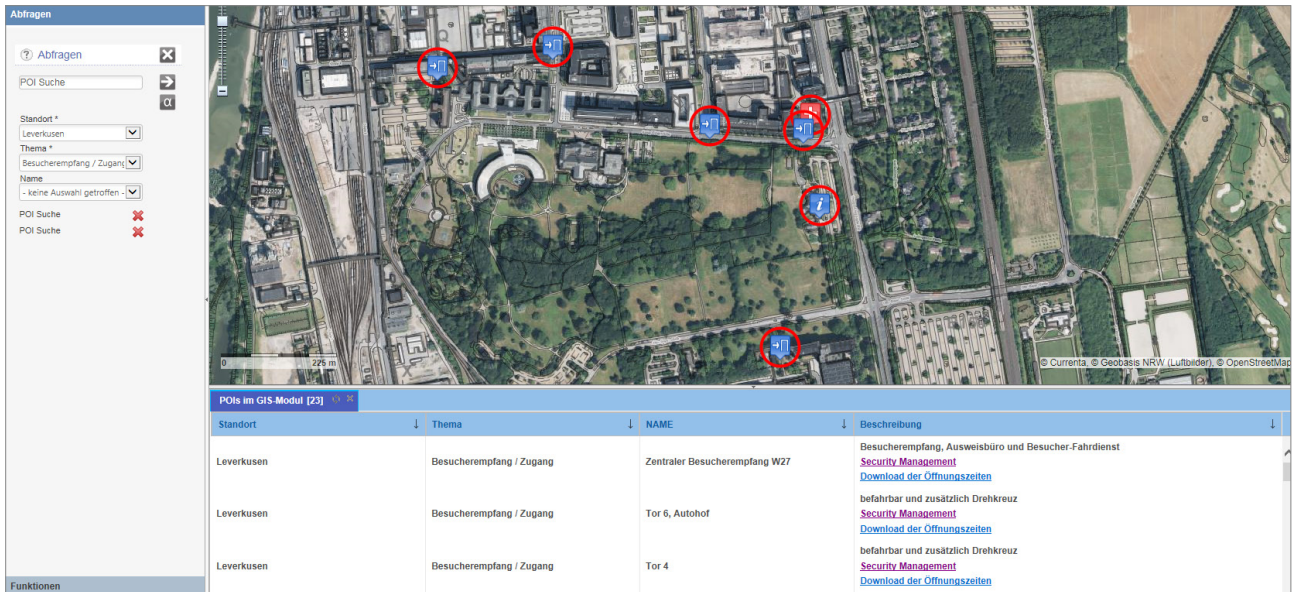 Abfragen
Abfragen
POI Suche
α
Standort *
Leverkusen
Thema *
Besucherempfang / Zugang
Name
- keine Auswahl getroffen -
POI Suche
POI Suche
Funktionen
0 225 m
© Currenta, © Geobasis NRW (Luftbilder), © OpenStreetMap
POIs im GIS-Modul [23]
Standort Thema NAME Beschreibung
Besucherempfang, Ausweisbüro und Besucher-Fahrdienst
Leverkusen Besucherempfang / Zugang Zentraler Besucherempfang W27 Security Management
Download der Öffnungszeiten
befahrbar und zusätzlich Drehkreuz
Leverkusen Besucherempfang / Zugang Tor 6, Autohof Security Management
Download der Öffnungszeiten
befahrbar und zusätzlich Drehkreuz
Leverkusen Besucherempfang / Zugang Tor 4 Security Management
Download der Öffnungszeiten